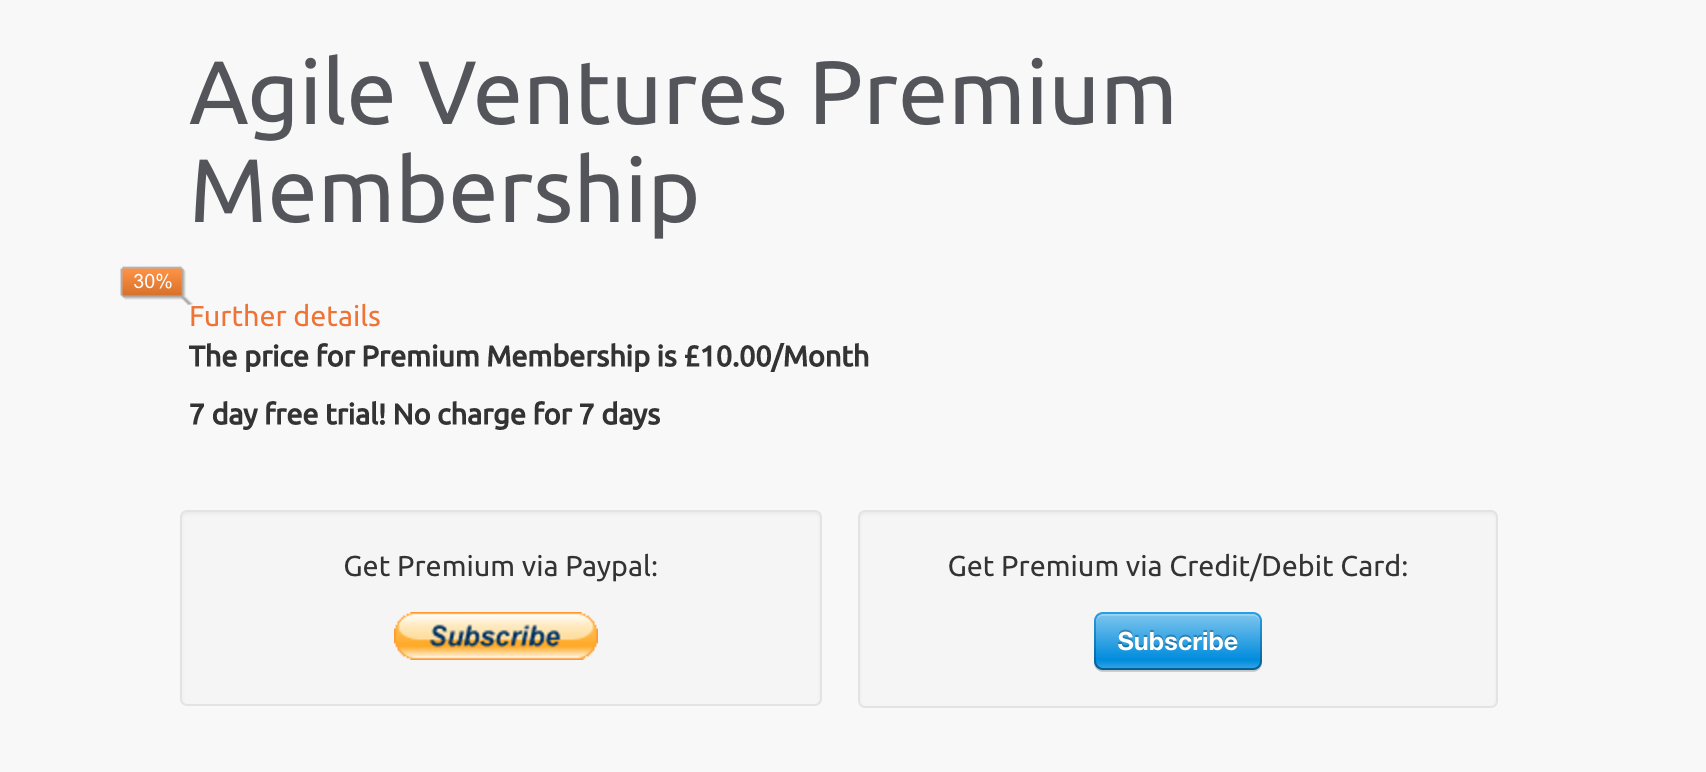 Agile Ventures Premium
Membership
30%
Further details
The price for Premium Membership is £10.00/Month
7 day free trial! No charge for 7 days
Get Premium via Paypal:
Subscribe
Get Premium via Credit/Debit Card:
Subscribe